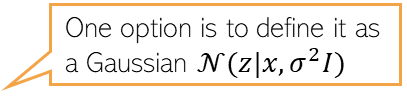 One option is to define it as
a Gaussian 𝒩(z|x, σ²I)